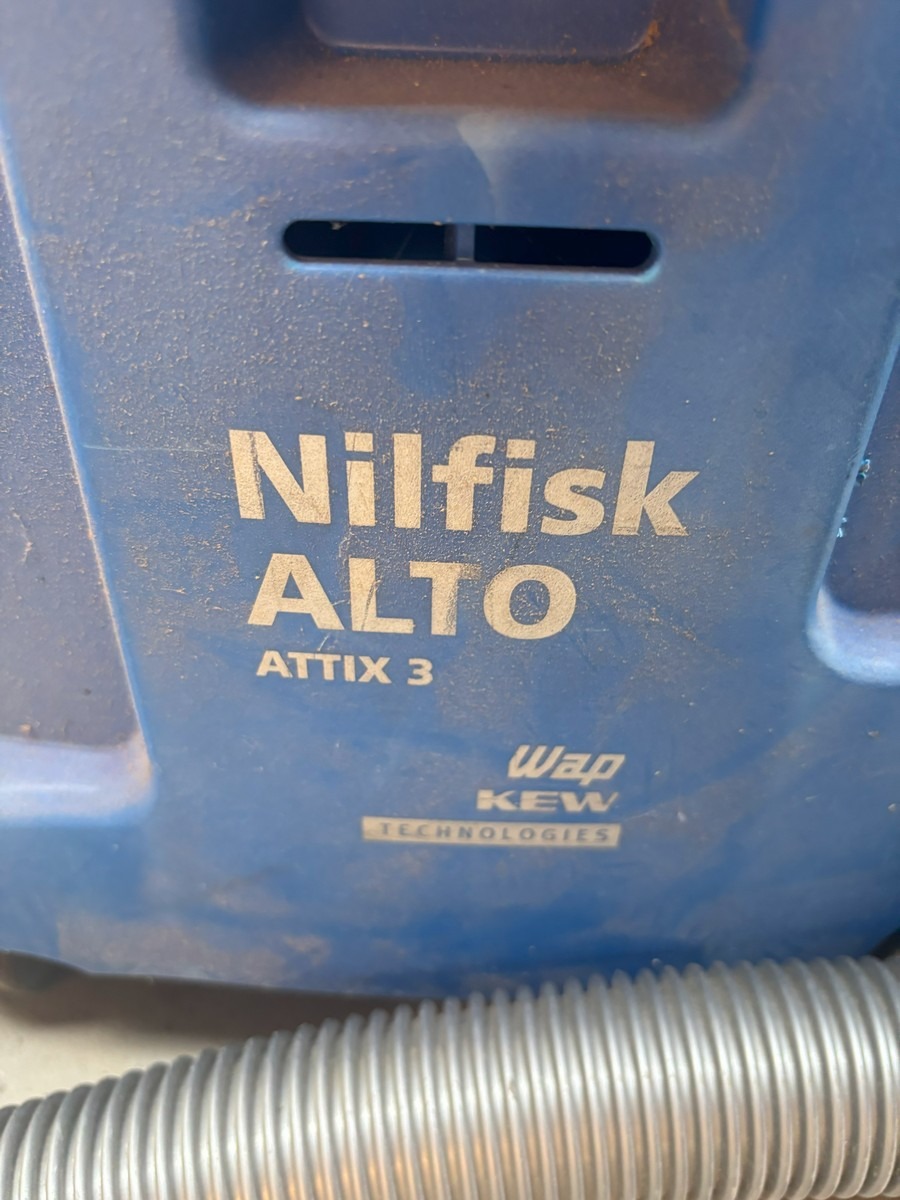 Nilfisk
ALTO
ATTIX 3
Wap
KEW
TECHNOLOGIES